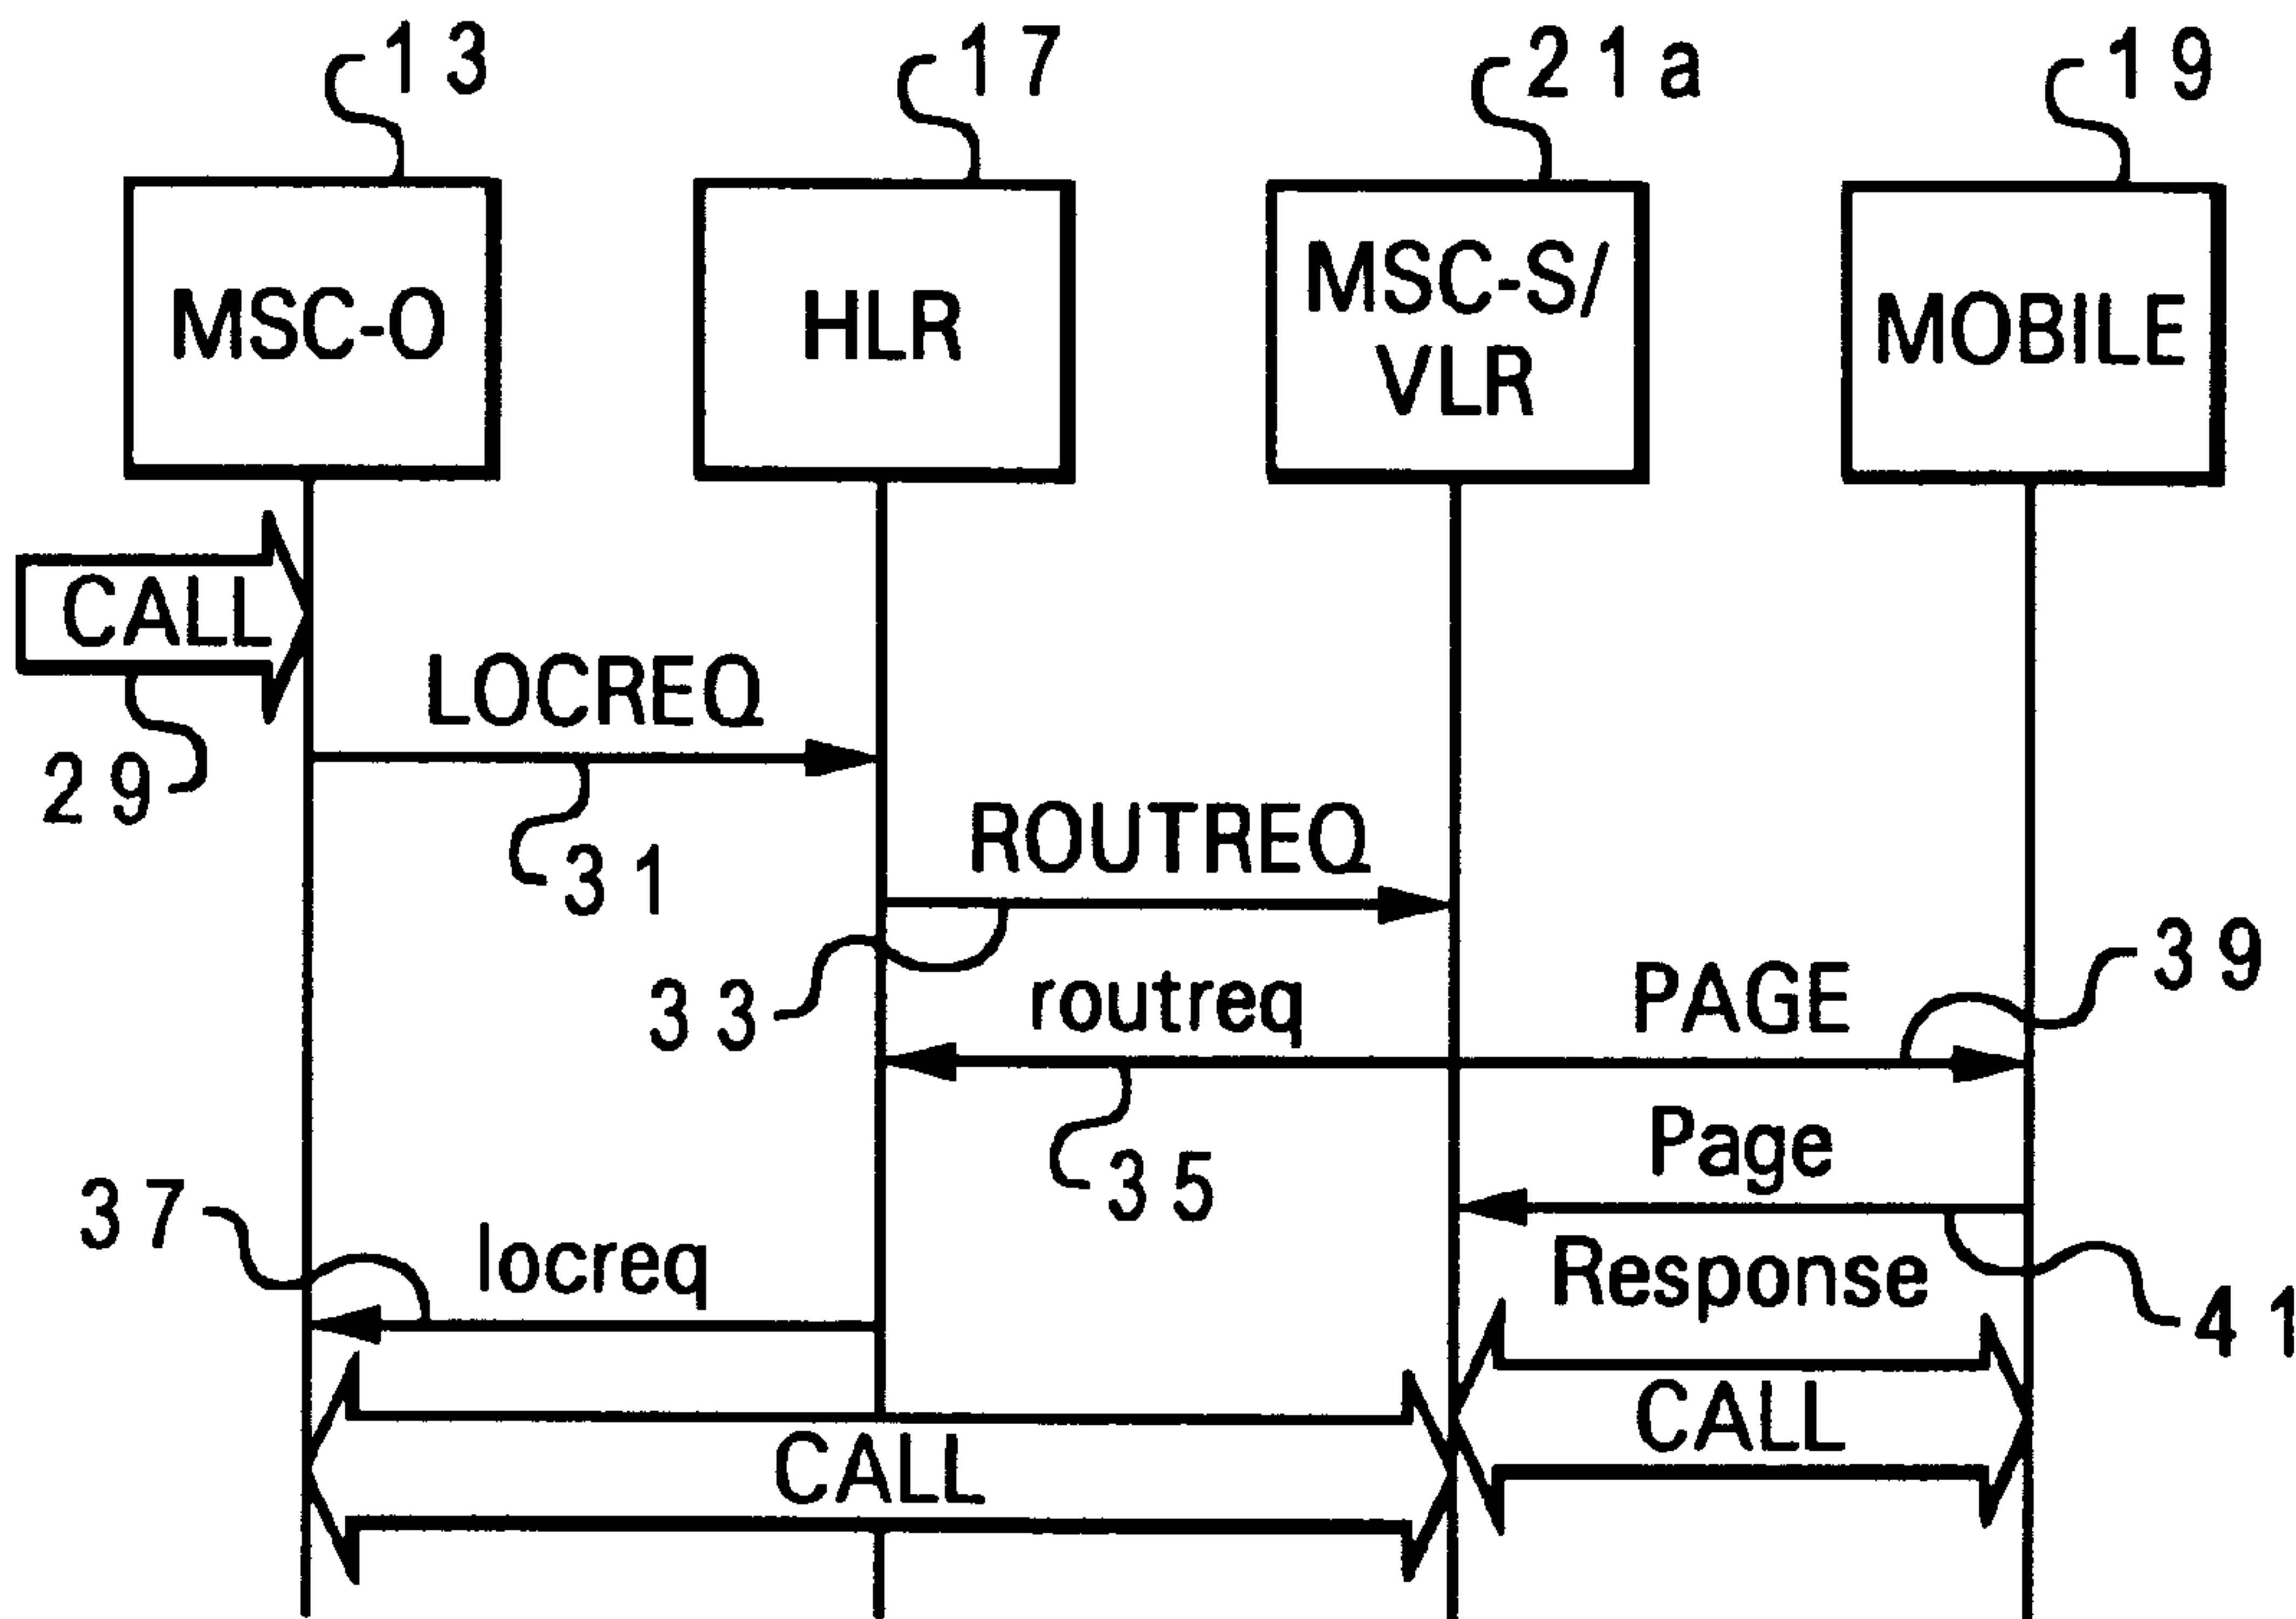 13
17
21a
19
MSC-O
HLR
MSC-S/
VLR
MOBILE
CALL
29
LOCREQ
31
ROUTREQ
33
routreq
35
PAGE
39
Page
Response
41
37
locreq
CALL
CALL